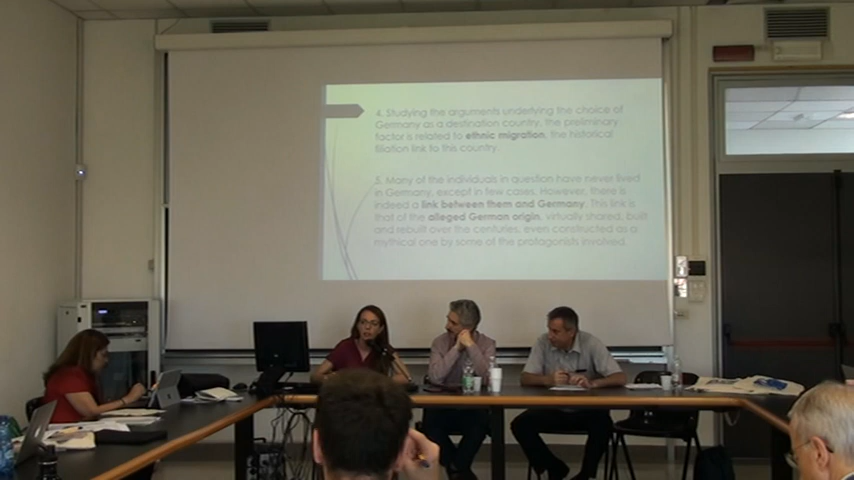 4. Studying the arguments underlying the choice of
Germany as a destination country, the preliminary
factor is related to ethnic migration, the historical
filiation link to this country.
5. Many of the individuals in question have never lived
in Germany, except in few cases. However, there is
indeed a link between them and Germany. This link is
that of the alleged German origin, virtually shared, built
and rebuilt over the centuries, even constructed as a
mythical one by some of the protagonists involved.